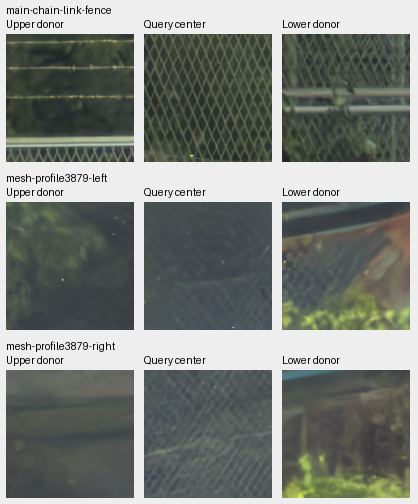 main-chain-link-fence
Upper donor Query center Lower donor
mesh-profile3879-left
Upper donor Query center Lower donor
mesh-profile3879-right
Upper donor Query center Lower donor